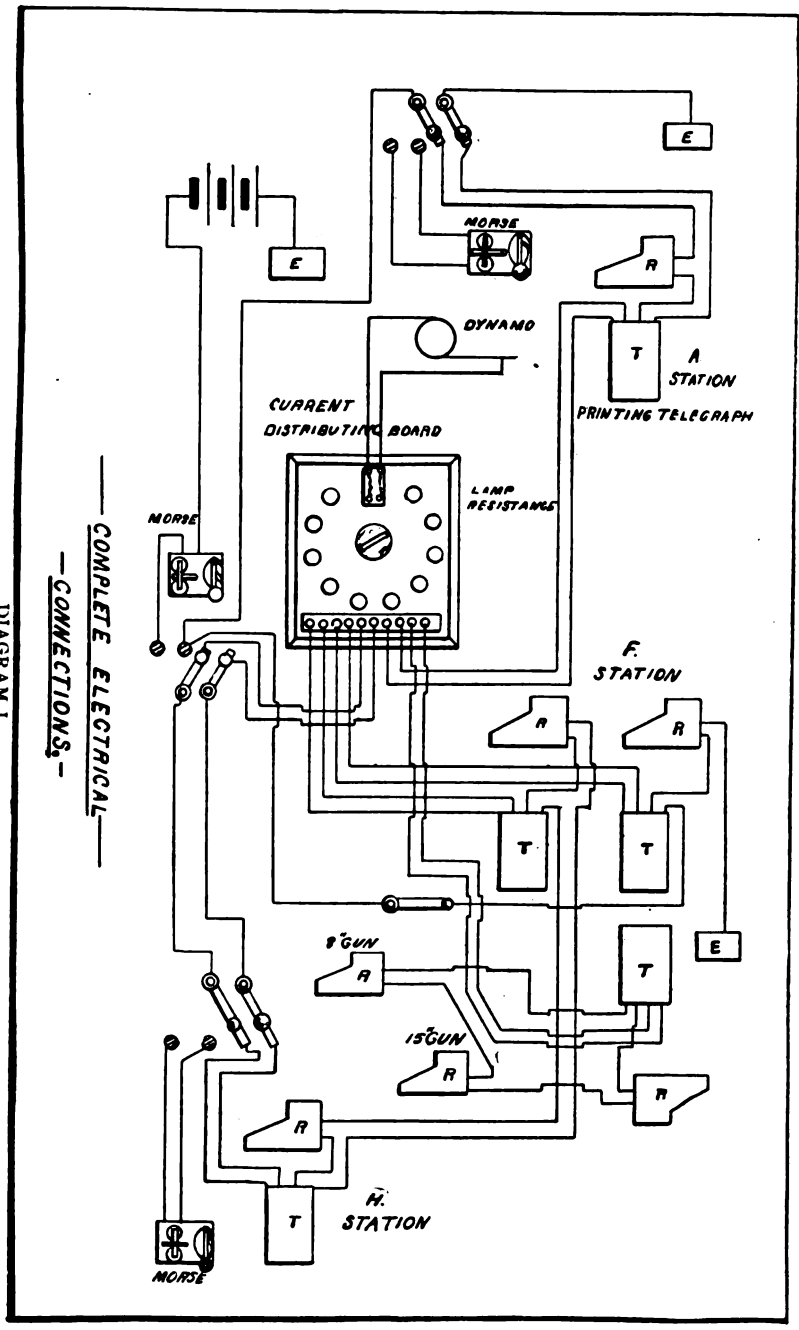 E
MORSE
E
R
DYNAMO
T
A
STATION
PRINTING TELEGRAPH
CURRENT
DISTRIBUTING BOARD
LAMP
RESISTANCE
MORSE
COMPLETE ELECTRICAL
- CONNECTIONS. -
DIAGRAM I
F.
STATION
R
R
T
T
E
8" GUN
R
T
15" GUN
R
R
R
T
H.
STATION
MORSE